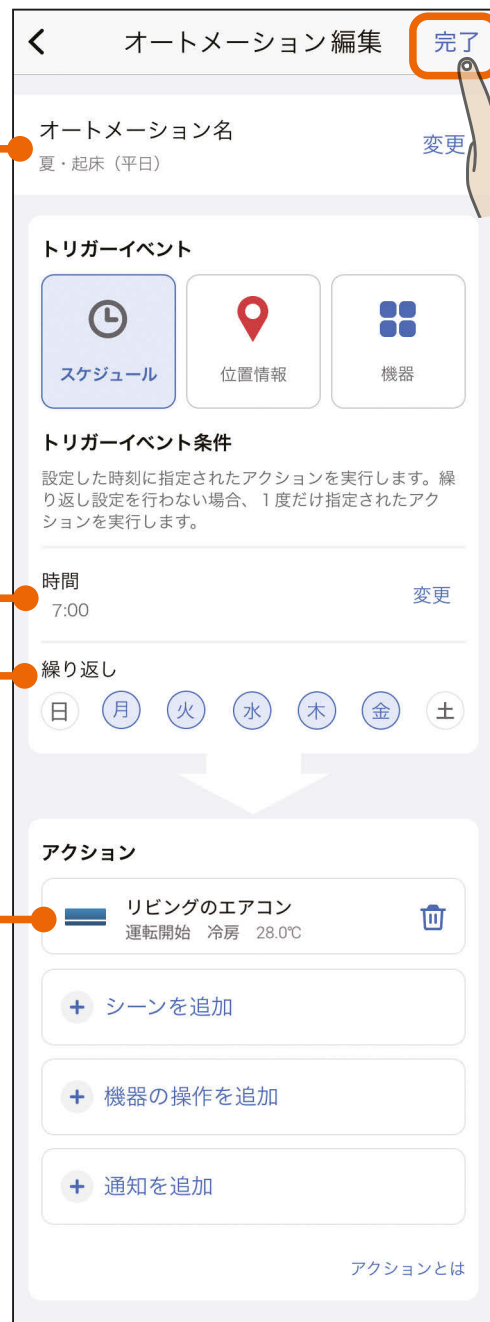 オートメーション編集
完了
オートメーション名
夏・起床（平日）
変更
トリガーイベント
スケジュール
位置情報
機器
トリガーイベント条件
設定した時刻に指定されたアクションを実行します。繰
り返し設定を行わない場合、1度だけ指定されたアク
ションを実行します。
時間
7:00
変更
繰り返し
日 月 火 水 木 金 土
アクション
リビングのエアコン
運転開始 冷房 28.0℃
+ シーンを追加
+ 機器の操作を追加
+ 通知を追加
アクションとは